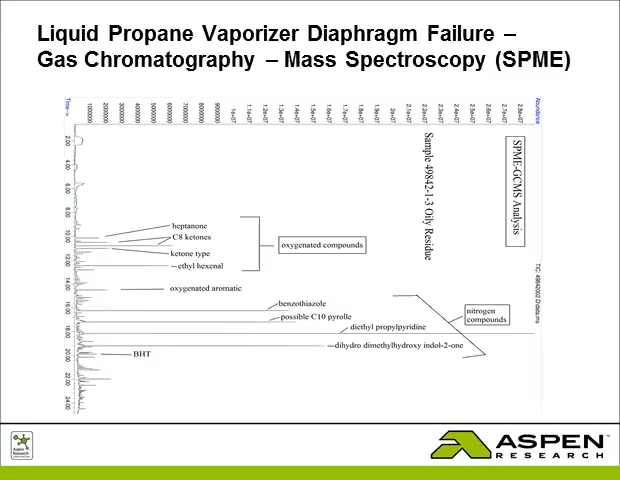 Liquid Propane Vaporizer Diaphragm Failure –
Gas Chromatography – Mass Spectroscopy (SPME)
Time-->
1000000
2000000
3000000
4000000
5000000
6000000
7000000
8000000
9000000
1e+07
1.1e+07
1.2e+07
1.3e+07
1.4e+07
1.5e+07
1.6e+07
1.7e+07
1.8e+07
1.9e+07
2e+07
2.1e+07
2.2e+07
2.3e+07
2.4e+07
2.5e+07
2.6e+07
2.7e+07
2.8e+07
Abundance
2.00
4.00
6.00
8.00
10.00
12.00
14.00
16.00
18.00
20.00
22.00
24.00
SPME-GCMS Analysis
Sample 49842-1-3 Oily Residue
TIC: 49842002.D\data.ms
heptanone
C8 ketones
oxygenated compounds
ketone type
ethyl hexenal
oxygenated aromatic
benzothiazole
nitrogen
compounds
possible C10 pyrolle
diethyl propylpyridine
dihydro dimethylhydroxy indol-2-one
BHT
Aspen
Research
ASPEN™
RESEARCH